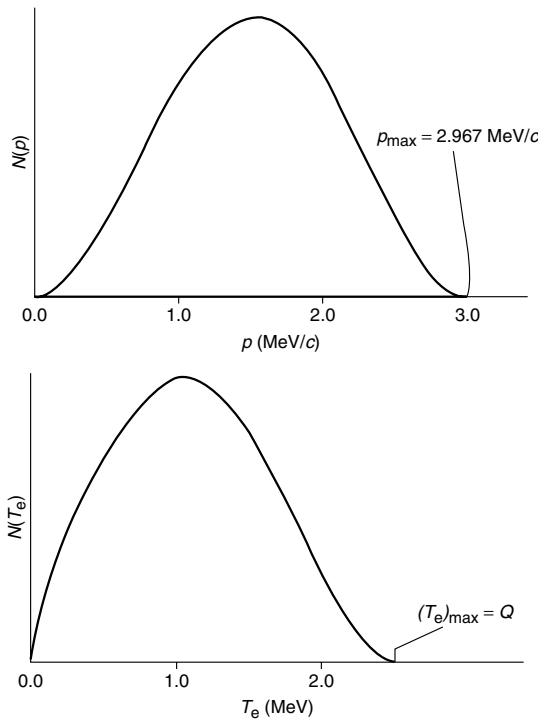 N(p)
p_max = 2.967 MeV/c
0.0 1.0 2.0 3.0
p (MeV/c)
N(T_e)
(T_e)_max = Q
0.0 1.0 2.0
T_e (MeV)